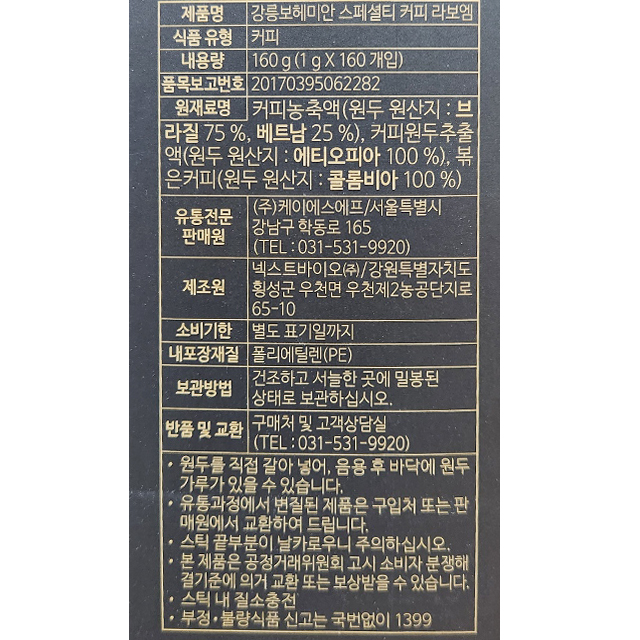 제품명 강릉보헤미안 스페셜티 커피 라보엠
식품 유형 커피
내용량 160 g (1 g X 160 개입)
품목보고번호 20170395062282
원재료명 커피농축액(원두 원산지 : 브
라질 75 %, 베트남 25 %), 커피원두추출
액(원두 원산지 : 에티오피아 100 %), 볶
은커피(원두 원산지 : 콜롬비아 100 %)
유통전문
판매원
(주)케이에스에프/서울특별시
강남구 학동로 165
(TEL : 031-531-9920)
제조원
넥스트바이오㈜/강원특별자치도
횡성군 우천면 우천제2농공단지로
65-10
소비기한 별도 표기일까지
내포장재질 폴리에틸렌(PE)
보관방법
건조하고 서늘한 곳에 밀봉된
상태로 보관하십시오.
반품 및 교환
구매처 및 고객상담실
(TEL : 031-531-9920)
• 원두를 직접 갈아 넣어, 음용 후 바닥에 원두
가루가 있을 수 있습니다.
• 유통과정에서 변질된 제품은 구입처 또는 판
매원에서 교환하여 드립니다.
• 스틱 끝부분이 날카로우니 주의하십시오.
• 본 제품은 공정거래위원회 고시 소비자 분쟁해
결기준에 의거 교환 또는 보상받을 수 있습니다.
• 스틱 내 질소충전
• 부정•불량식품 신고는 국번없이 1399